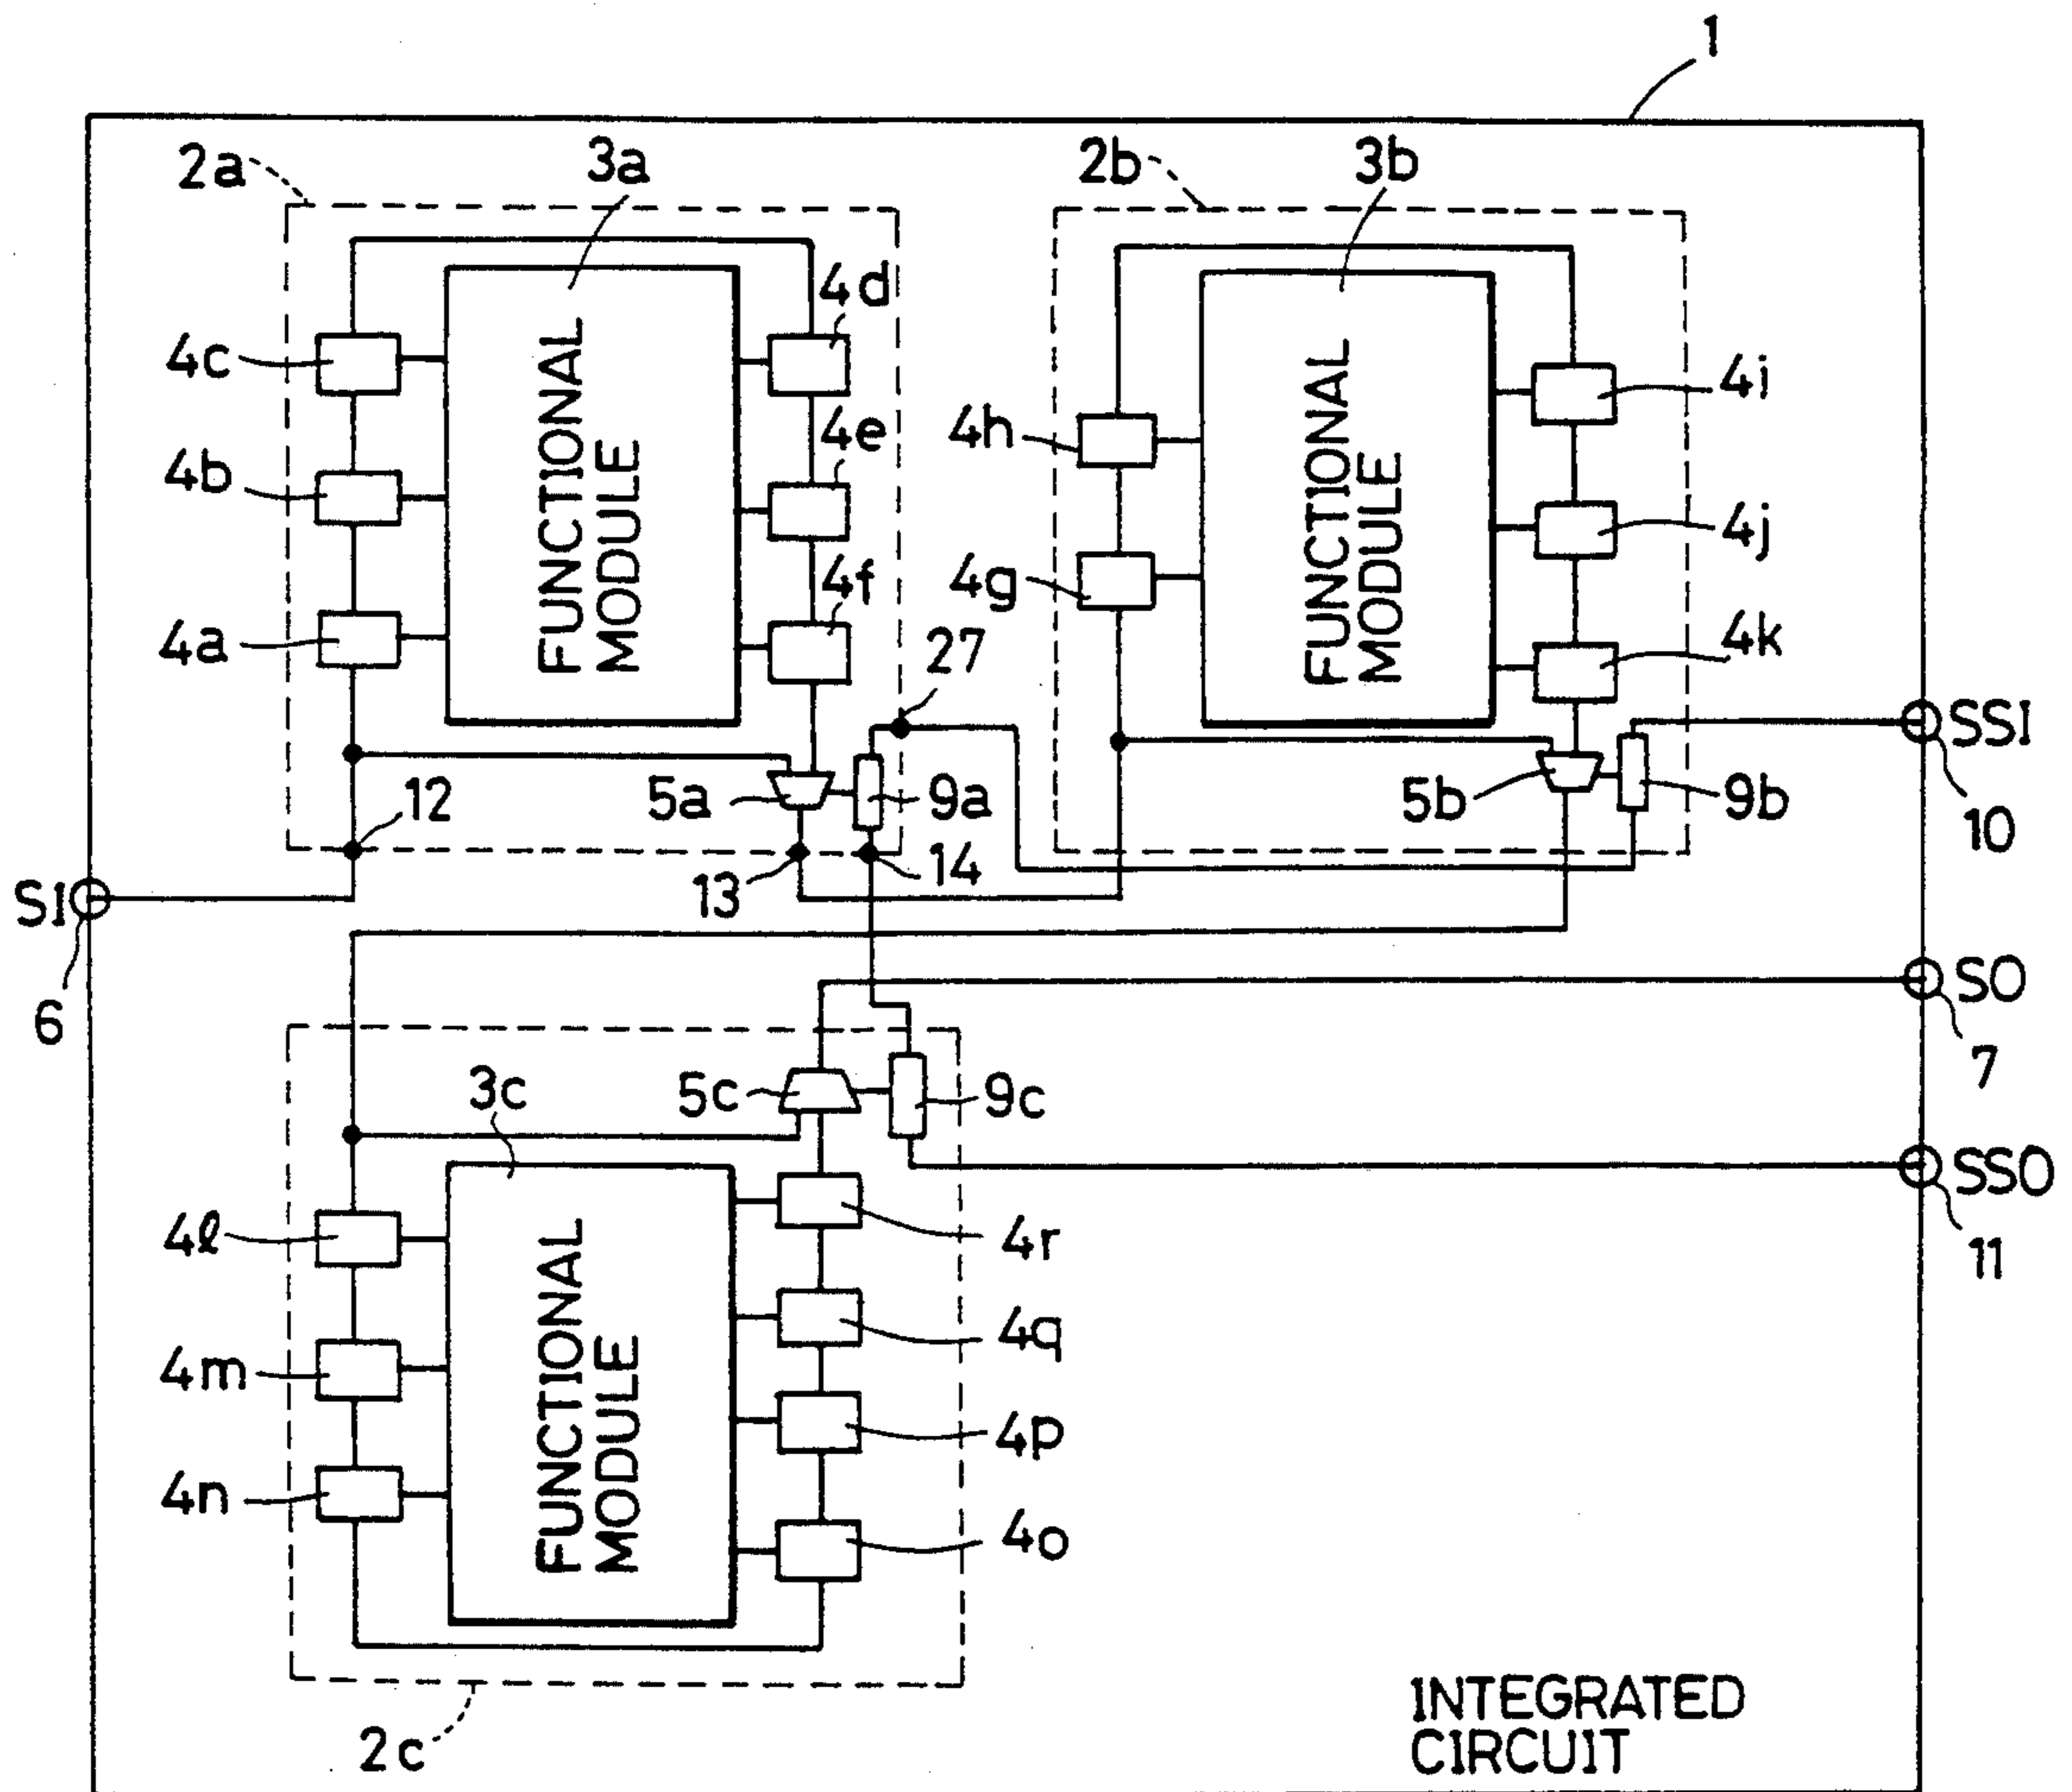 1
2a
3a
2b
3b
4d
4c
4i
4e
4h
4b
4j
4f
4g
4a
27
4k
FUNCTIONAL
MODULE
FUNCTIONAL
MODULE
SSI
12
5a
9a
5b
9b
10
13
14
SI
6
SO
7
3c
5c
9c
SSO
11
4ℓ
4r
4m
4q
4n
4p
4o
FUNCTIONAL
MODULE
2c
INTEGRATED
CIRCUIT